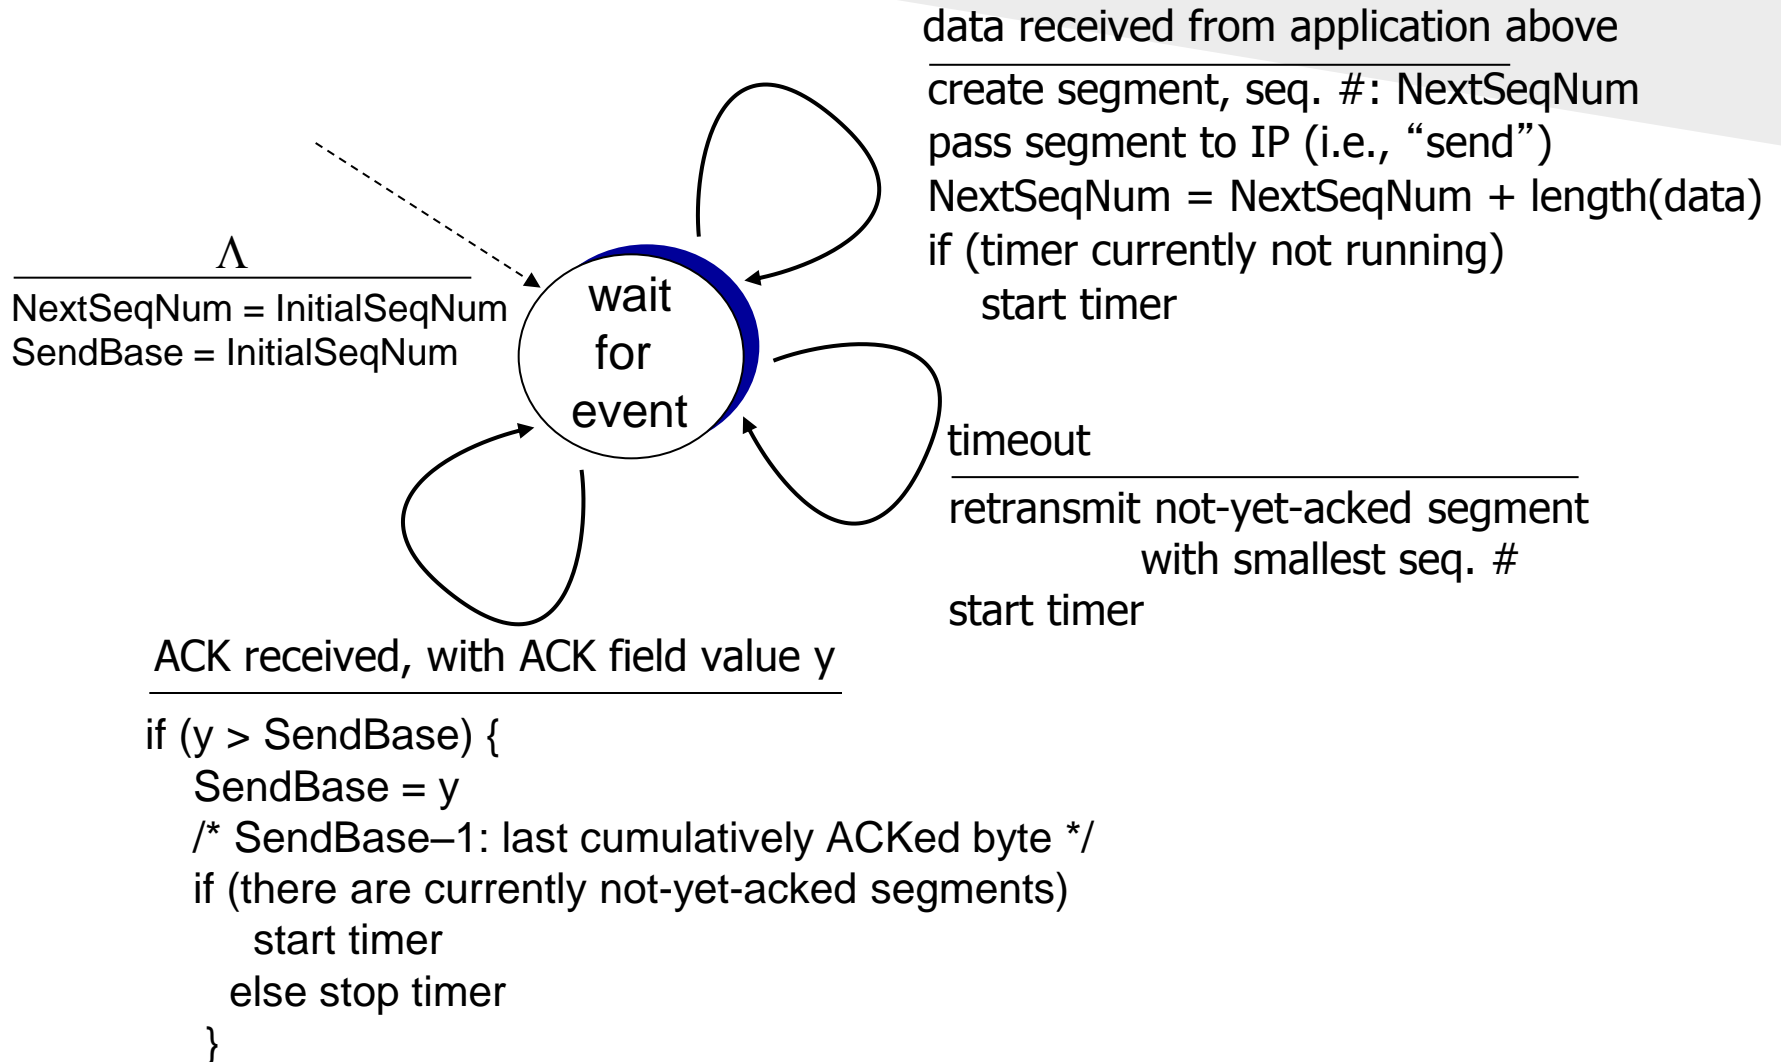 data received from application above
create segment, seq. #: NextSeqNum
pass segment to IP (i.e., “send”)
NextSeqNum = NextSeqNum + length(data)
if (timer currently not running)
start timer
Λ
NextSeqNum = InitialSeqNum
SendBase = InitialSeqNum
wait
for
event
timeout
retransmit not-yet-acked segment
with smallest seq. #
start timer
ACK received, with ACK field value y
if (y > SendBase) {
SendBase = y
/* SendBase–1: last cumulatively ACKed byte */
if (there are currently not-yet-acked segments)
start timer
else stop timer
}